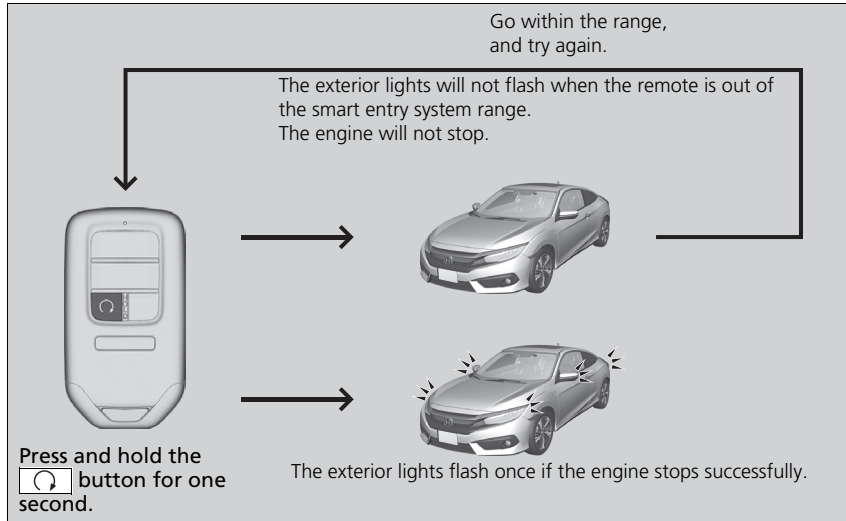 Go within the range,
and try again.
The exterior lights will not flash when the remote is out of
the smart entry system range.
The engine will not stop.
Press and hold the
button for one
second.
The exterior lights flash once if the engine stops successfully.